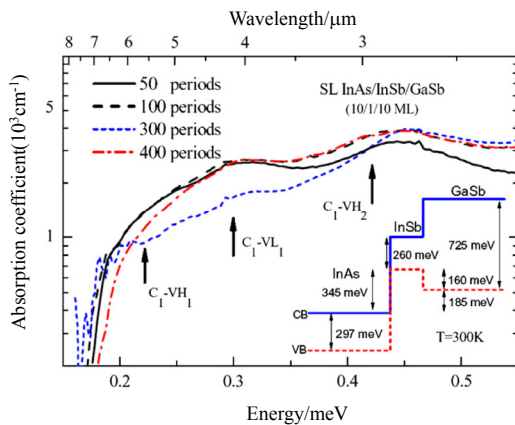 Wavelength/μm
8 7 6 5 4 3
Absorption coefficient(10³cm⁻¹)
5
1
50 periods
100 periods
300 periods
400 periods
SL InAs/InSb/GaSb
(10/1/10 ML)
C₁-VH₂
C₁-VL₁
C₁-VH₁
GaSb
InSb
260 meV
725 meV
InAs
345 meV
160 meV
185 meV
CB
297 meV
VB
T=300K
0.2 0.3 0.4 0.5
Energy/meV